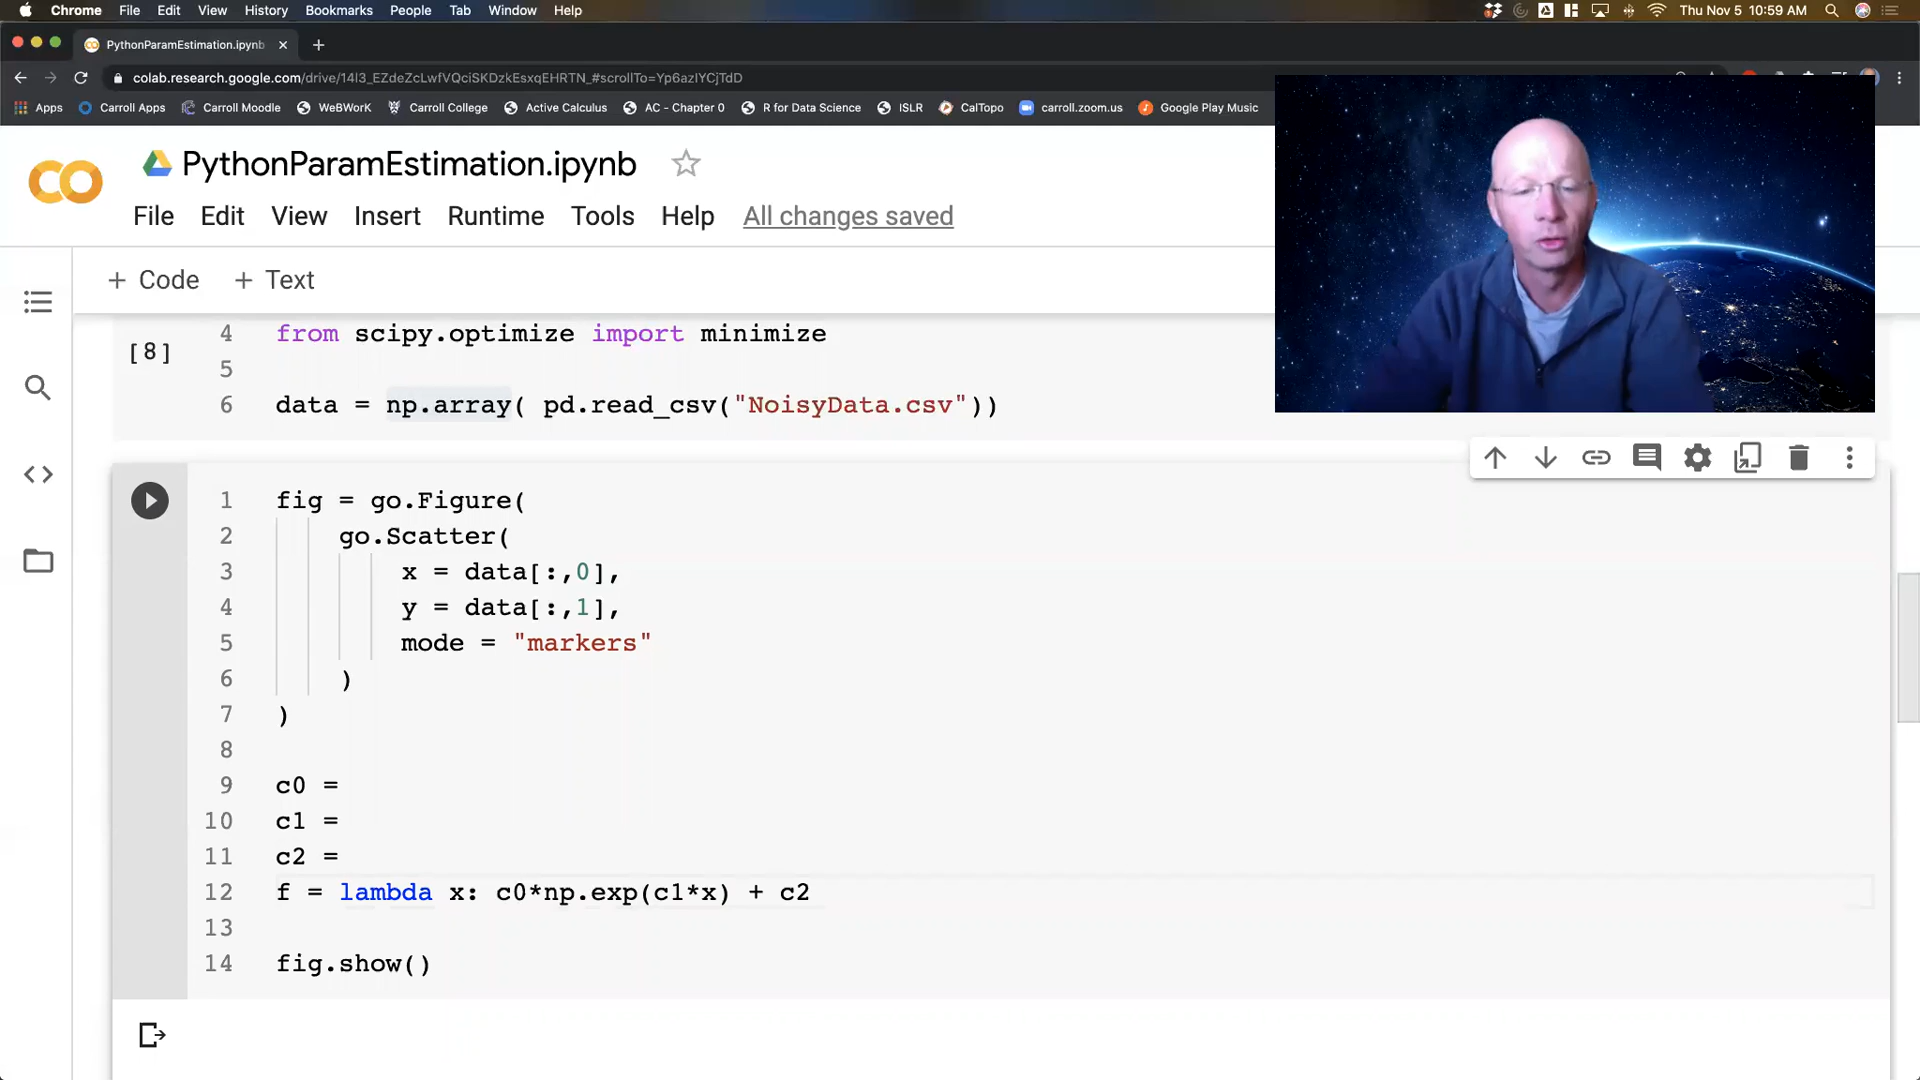 Chrome File Edit View History Bookmarks People Tab Window Help Thu Nov 5 10:59 AM
PythonParamEstimation.ipynb
colab.research.google.com/drive/14l3_EZdeZcLwfVQciSKDzkEsxqEHRTN_#scrollTo=Yp6azIYCjTdD
Apps Carroll Apps Carroll Moodle WeBWorK Carroll College Active Calculus AC - Chapter 0 R for Data Science ISLR CalTopo carroll.zoom.us Google Play Music
PythonParamEstimation.ipynb
File Edit View Insert Runtime Tools Help All changes saved
+ Code + Text
[8]
4 from scipy.optimize import minimize
5
6 data = np.array( pd.read_csv("NoisyData.csv"))
1 fig = go.Figure(
2 go.Scatter(
3 x = data[:,0],
4 y = data[:,1],
5 mode = "markers"
6 )
7 )
8
9 c0 =
10 c1 =
11 c2 =
12 f = lambda x: c0*np.exp(c1*x) + c2
13
14 fig.show()